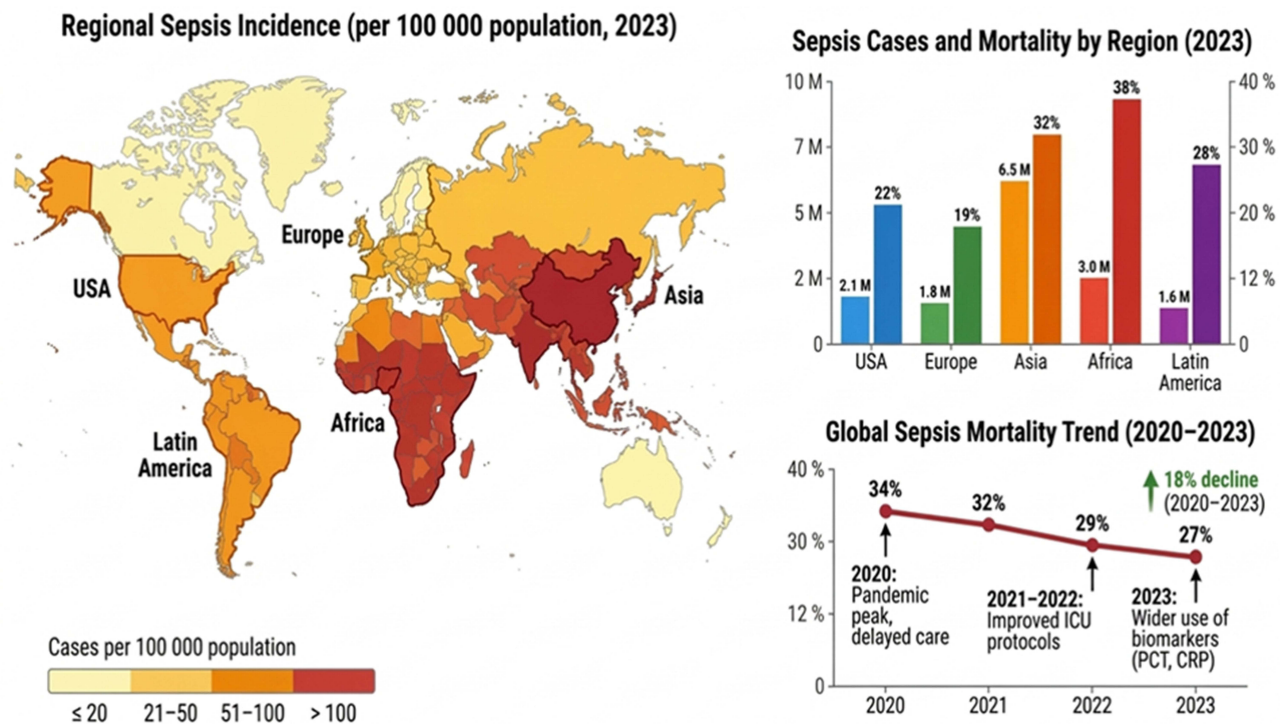 Regional Sepsis Incidence (per 100 000 population, 2023)
Europe
USA
Asia
Africa
Latin
America
Cases per 100 000 population
≤ 20
21–50
51–100
> 100
Sepsis Cases and Mortality by Region (2023)
10 M
7 M
5 M
2 M
0
40 %
30 %
20 %
12 %
0
2.1 M
22%
1.8 M
19%
6.5 M
32%
3.0 M
38%
1.6 M
28%
USA
Europe
Asia
Africa
Latin
America
Global Sepsis Mortality Trend (2020–2023)
40 %
30 %
12 %
0
34%
32%
29%
27%
18% decline
(2020–2023)
2020:
Pandemic
peak,
delayed care
2021–2022:
Improved ICU
protocols
2023:
Wider use of
biomarkers
(PCT, CRP)
2020
2021
2022
2023